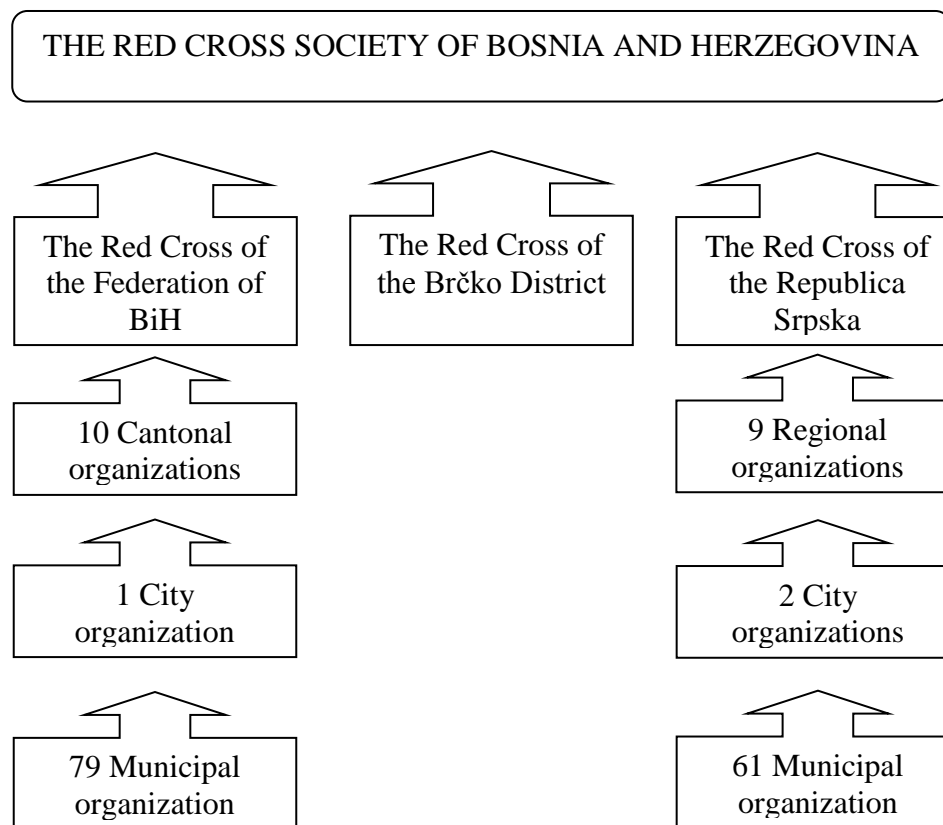 THE RED CROSS SOCIETY OF BOSNIA AND HERZEGOVINA
The Red Cross of
the Federation of
BiH
The Red Cross of
the Brčko District
The Red Cross of
the Republica
Srpska
10 Cantonal
organizations
9 Regional
organizations
1 City
organization
2 City
organizations
79 Municipal
organization
61 Municipal
organization